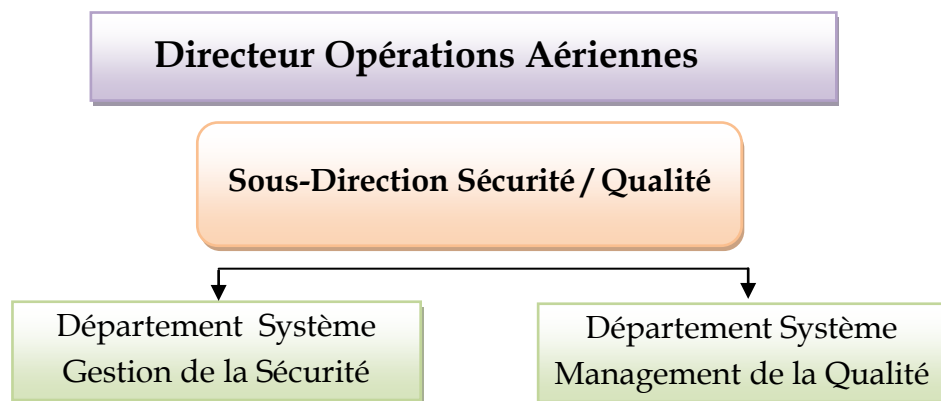 Directeur Opérations Aériennes
Sous-Direction Sécurité / Qualité
Département Système
Gestion de la Sécurité
Département Système
Management de la Qualité